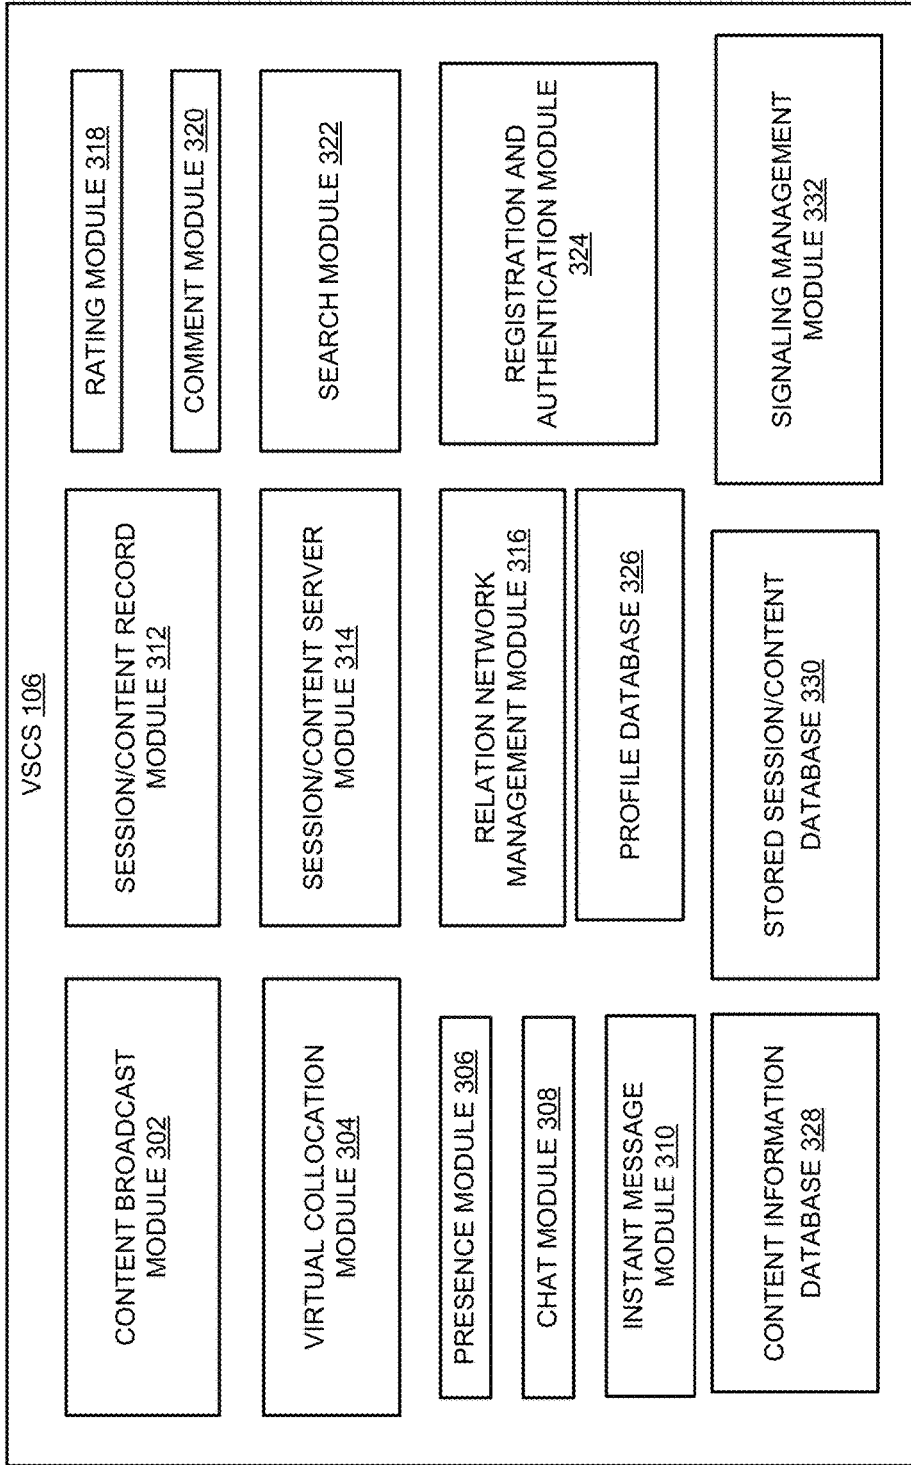 VSCS 106
CONTENT BROADCAST
MODULE 302
VIRTUAL COLLOCATION
MODULE 304
PRESENCE MODULE 306
CHAT MODULE 308
INSTANT MESSAGE
MODULE 310
CONTENT INFORMATION
DATABASE 328
SESSION/CONTENT RECORD
MODULE 312
SESSION/CONTENT SERVER
MODULE 314
RELATION NETWORK
MANAGEMENT MODULE 316
PROFILE DATABASE 326
STORED SESSION/CONTENT
DATABASE 330
RATING MODULE 318
COMMENT MODULE 320
SEARCH MODULE 322
REGISTRATION AND
AUTHENTICATION MODULE
324
SIGNALING MANAGEMENT
MODULE 332